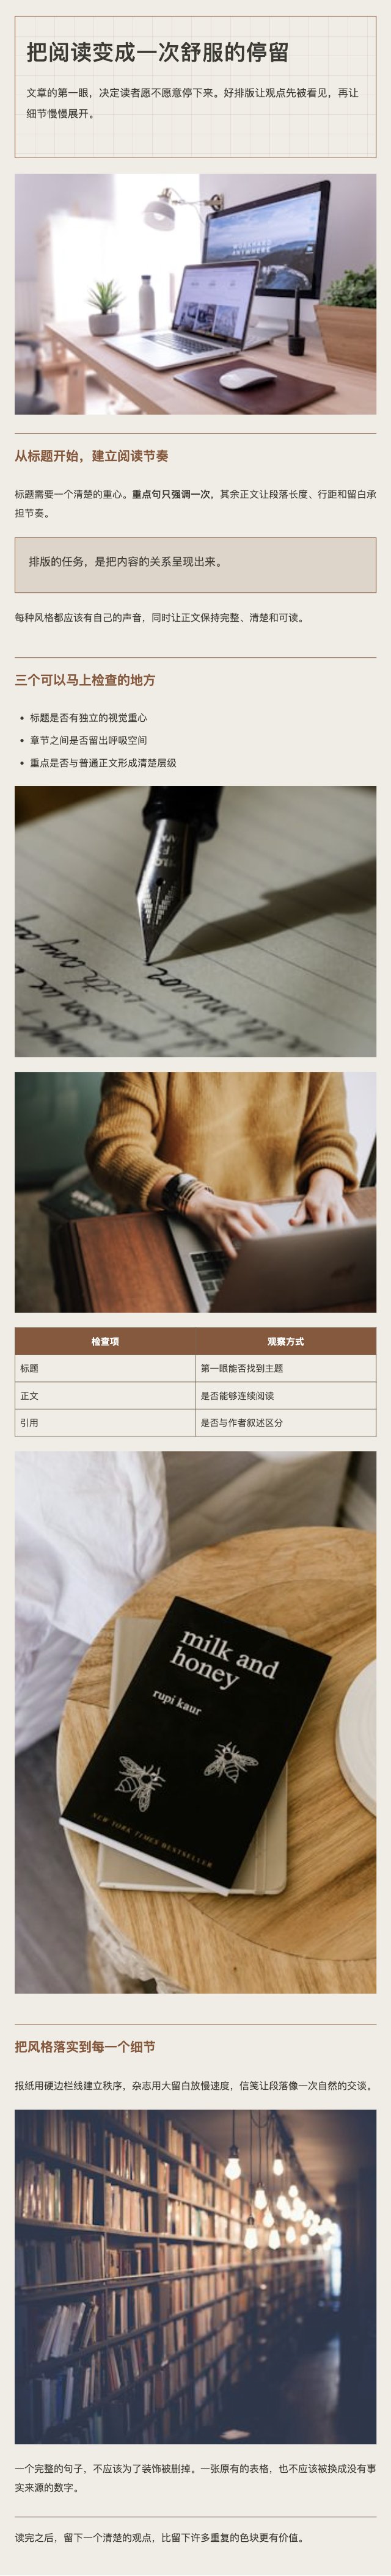 把阅读变成一次舒服的停留
文章的第一眼，决定读者愿不愿意停下来。好排版让观点先被看见，再让
细节慢慢展开。
从标题开始，建立阅读节奏
标题需要一个清楚的重心。重点句只强调一次，其余正文让段落长度、行距和留白承
担节奏。
排版的任务，是把内容的关系呈现出来。
每种风格都应该有自己的声音，同时让正文保持完整、清楚和可读。
三个可以马上检查的地方
• 标题是否有独立的视觉重心
• 章节之间是否留出呼吸空间
• 重点是否与普通正文形成清楚层级
检查项 观察方式
标题 第一眼能否找到主题
正文 是否能够连续阅读
引用 是否与作者叙述区分
milk and
honey
rupi kaur
NEW YORK TIMES BESTSELLER
把风格落实到每一个细节
报纸用硬边栏线建立秩序，杂志用大留白放慢速度，信笺让段落像一次自然的交谈。
一个完整的句子，不应该为了装饰被删掉。一张原有的表格，也不应该被换成没有事
实来源的数字。
读完之后，留下一个清楚的观点，比留下许多重复的色块更有价值。